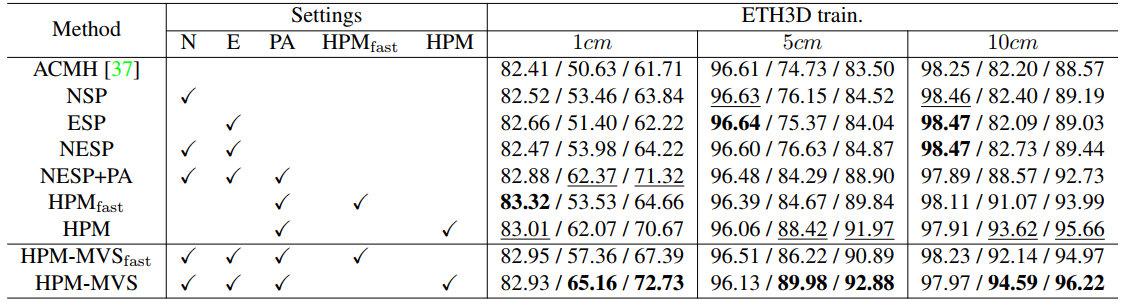 Method Settings ETH3D train.
N E PA HPMfast HPM 1cm 5cm 10cm
ACMH [37] 82.41 / 50.63 / 61.71 96.61 / 74.73 / 83.50 98.25 / 82.20 / 88.57
NSP ✓ 82.52 / 53.46 / 63.84 96.63 / 76.15 / 84.52 98.46 / 82.40 / 89.19
ESP ✓ 82.66 / 51.40 / 62.22 96.64 / 75.37 / 84.04 98.47 / 82.09 / 89.03
NESP ✓ ✓ 82.47 / 53.98 / 64.22 96.60 / 76.63 / 84.87 98.47 / 82.73 / 89.44
NESP+PA ✓ ✓ ✓ 82.88 / 62.37 / 71.32 96.48 / 84.29 / 88.90 97.89 / 88.57 / 92.73
HPMfast ✓ ✓ 83.32 / 53.53 / 64.66 96.39 / 84.67 / 89.84 98.11 / 91.07 / 93.99
HPM ✓ ✓ 83.01 / 62.07 / 70.67 96.06 / 88.42 / 91.97 97.91 / 93.62 / 95.66
HPM-MVSfast ✓ ✓ ✓ ✓ 82.95 / 57.36 / 67.39 96.51 / 86.22 / 90.89 98.23 / 92.14 / 94.97
HPM-MVS ✓ ✓ ✓ ✓ 82.93 / 65.16 / 72.73 96.13 / 89.98 / 92.88 97.97 / 94.59 / 96.22